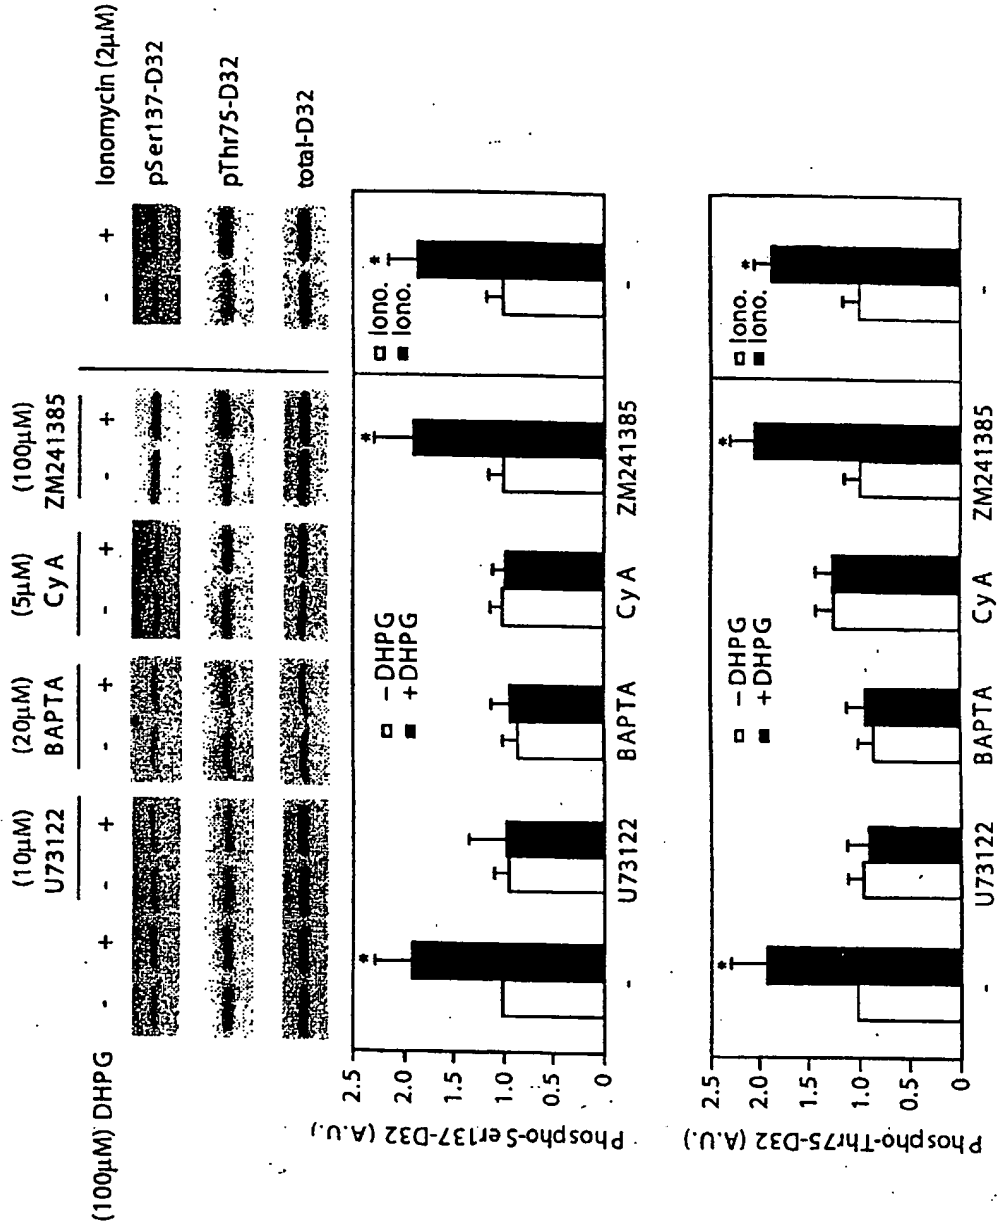 (10μM) (20μM) (5μM) (100μM)
U73122 BAPTA Cy A ZM241385
(100μM) DHPG - + - + - + - + - + - + Ionomycin (2μM)
pSer137-D32
pThr75-D32
total-D32
Phospho-Ser137-D32 (A.U.)
2.5
2.0
1.5
1.0
0.5
0
* * *
− DHPG
+ DHPG
Iono.
Iono.
- U73122 BAPTA Cy A ZM241385 -
Phospho-Thr75-D32 (A.U.)
2.5
2.0
1.5
1.0
0.5
0
* * *
− DHPG
+ DHPG
Iono.
Iono.
- U73122 BAPTA Cy A ZM241385 -